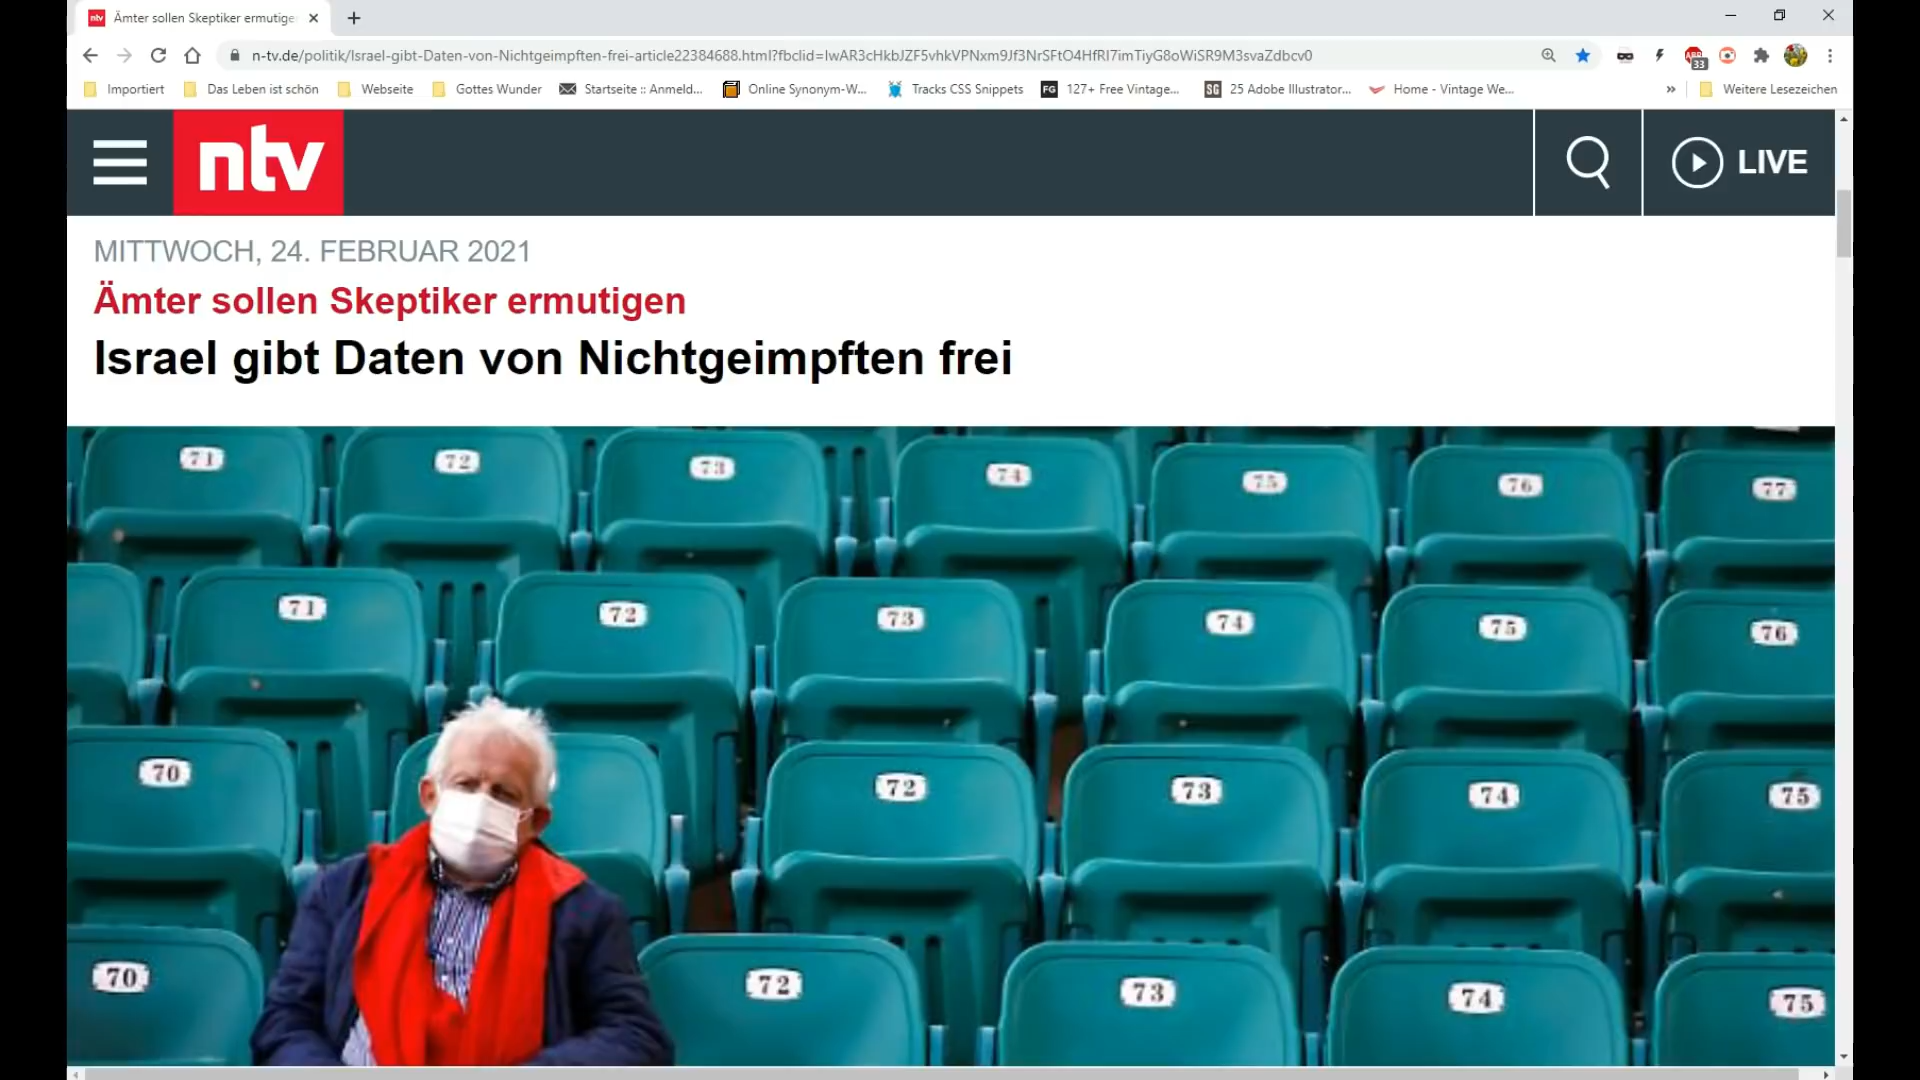 Ämter sollen Skeptiker ermutige
n-tv.de/politik/Israel-gibt-Daten-von-Nichtgeimpften-frei-article22384688.html?fbclid=IwAR3cHkbJZF5vhkVPNxm9Jf3NrSFtO4HfRI7imTiyG8oWiSR9M3svaZdbcv0
ABP 33
Importiert Das Leben ist schön Webseite Gottes Wunder Startseite :: Anmeld... Online Synonym-W... Tracks CSS Snippets FG 127+ Free Vintage... SG 25 Adobe Illustrator... Home - Vintage We... » Weitere Lesezeichen
ntv LIVE
MITTWOCH, 24. FEBRUAR 2021
Ämter sollen Skeptiker ermutigen
Israel gibt Daten von Nichtgeimpften frei
71 72 73 74 75 76 77
71 72 73 74 75 76
70 72 73 74 75
70 72 73 74 75